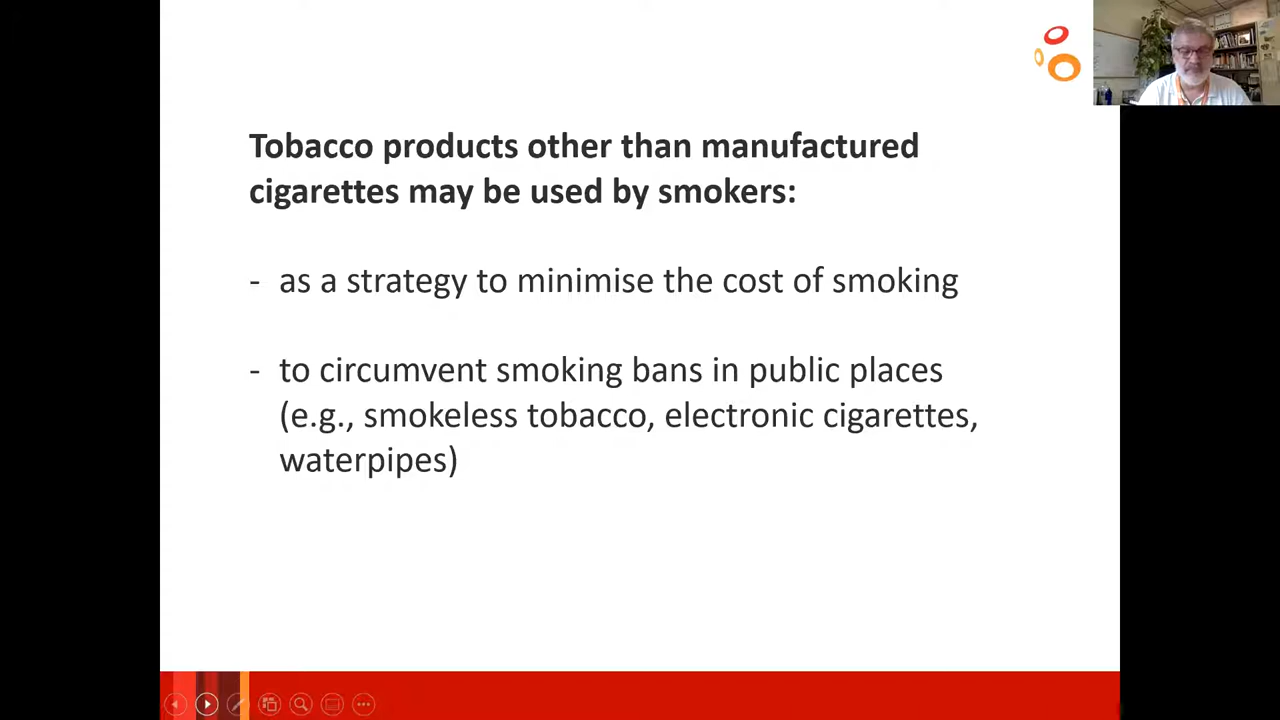 Tobacco products other than manufactured
cigarettes may be used by smokers:
- as a strategy to minimise the cost of smoking
- to circumvent smoking bans in public places
(e.g., smokeless tobacco, electronic cigarettes,
waterpipes)